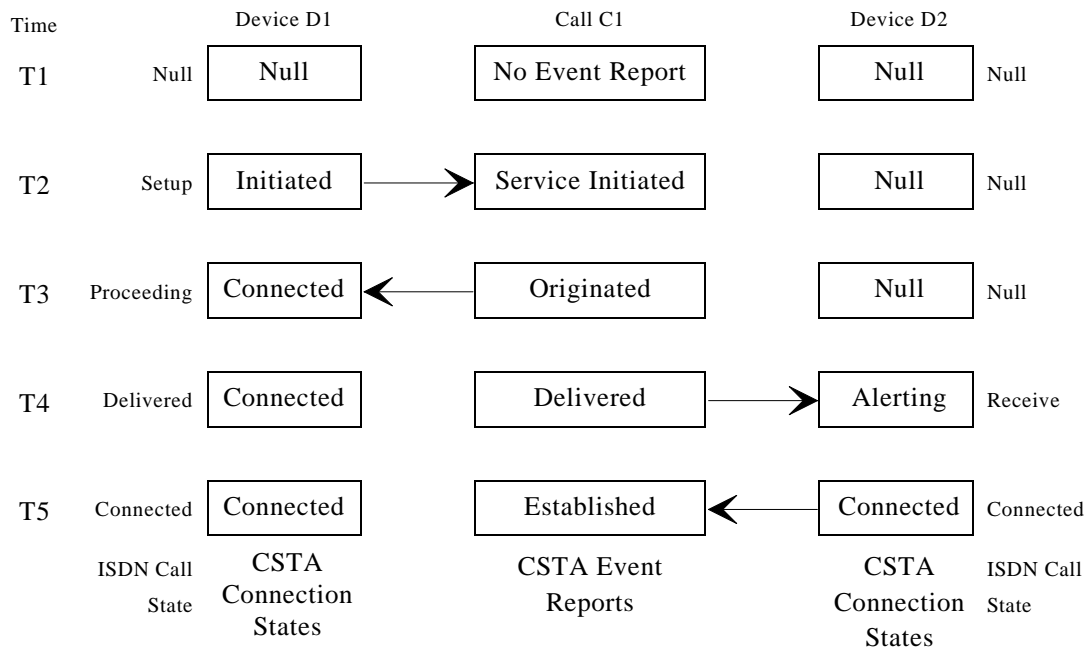 Time Device D1 Call C1 Device D2
T1 Null Null No Event Report Null Null
T2 Setup Initiated Service Initiated Null Null
T3 Proceeding Connected Originated Null Null
T4 Delivered Connected Delivered Alerting Receive
T5 Connected Connected Established Connected Connected
ISDN Call State
CSTA Connection States
CSTA Event Reports
CSTA Connection States
ISDN Call State